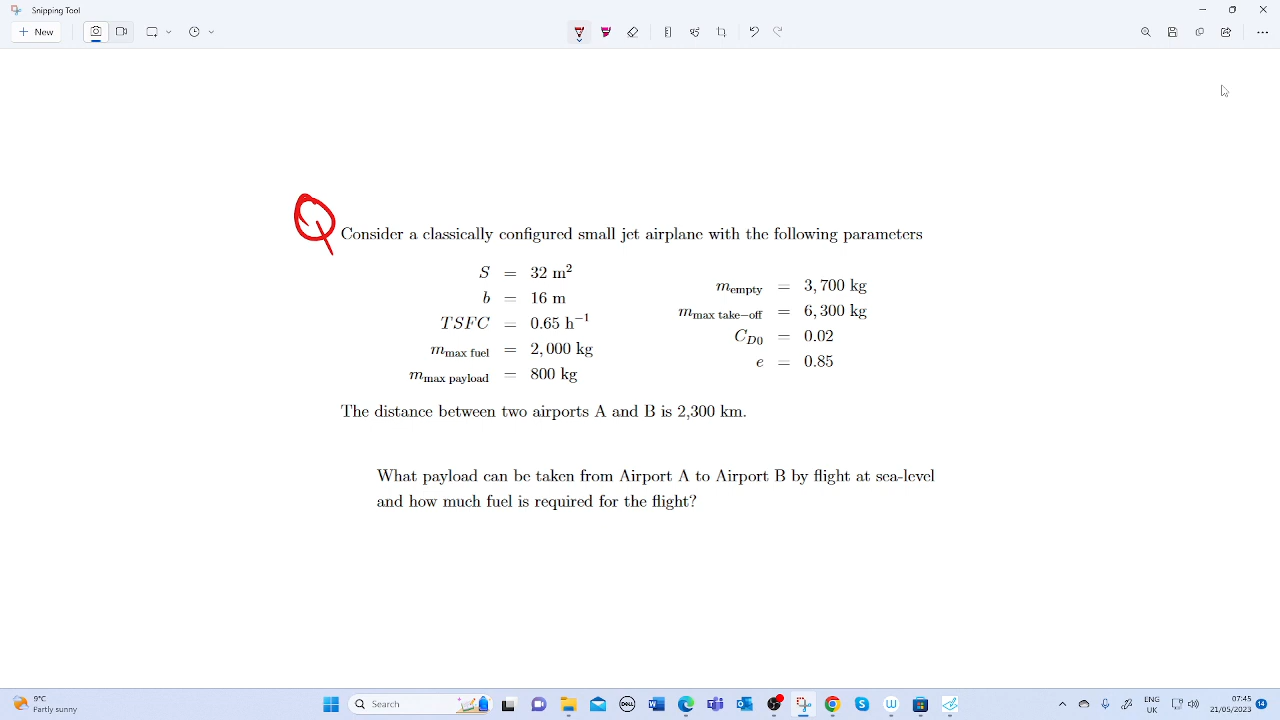 Snipping Tool
New
Q
Consider a classically configured small jet airplane with the following parameters
S = 32 m²
b = 16 m
TSFC = 0.65 h⁻¹
m_max fuel = 2,000 kg
m_max payload = 800 kg
m_empty = 3,700 kg
m_max take−off = 6,300 kg
C_D0 = 0.02
e = 0.85
The distance between two airports A and B is 2,300 km.
What payload can be taken from Airport A to Airport B by flight at sea-level
and how much fuel is required for the flight?
9°C
Partly sunny
Search
ENG
UK
07:45
21/05/2023